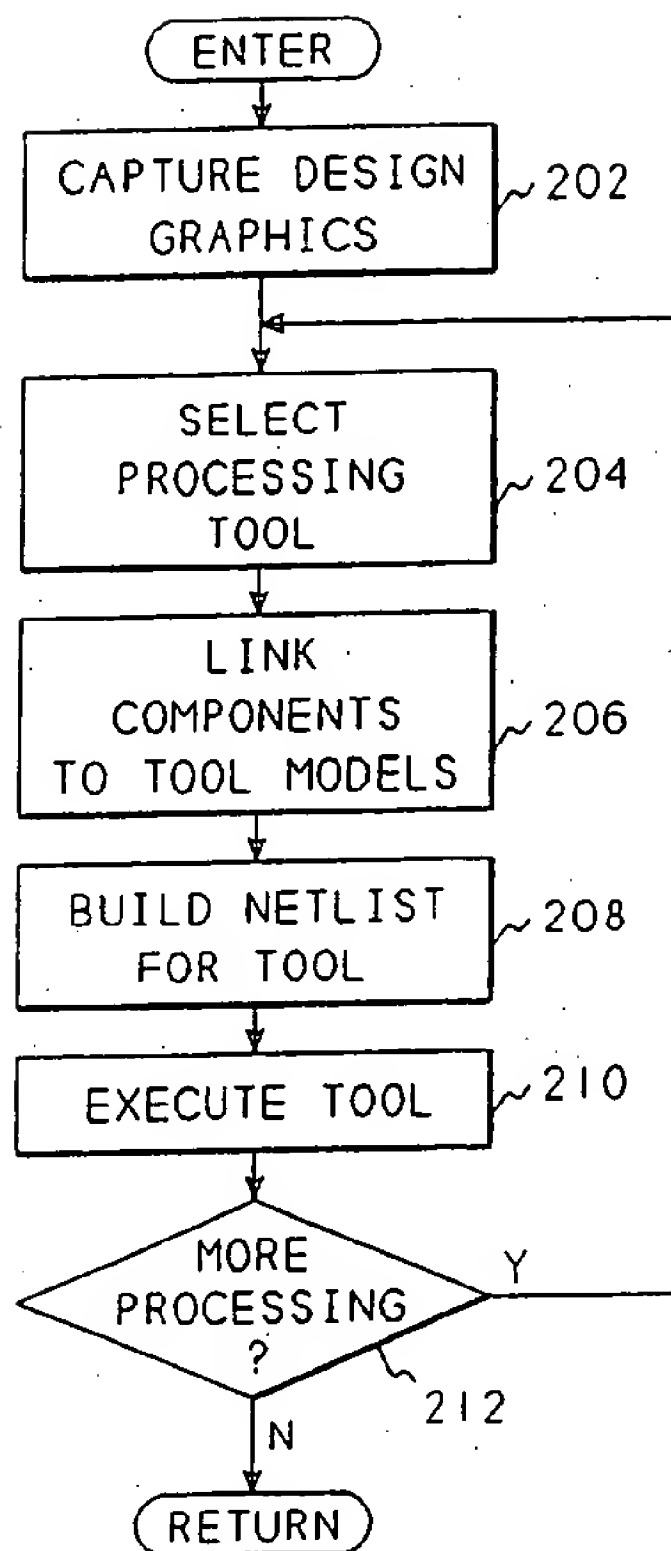 ENTER
CAPTURE DESIGN
GRAPHICS
202
SELECT
PROCESSING
TOOL
204
LINK
COMPONENTS
TO TOOL MODELS
206
BUILD NETLIST
FOR TOOL
208
EXECUTE TOOL
210
MORE
PROCESSING
?
Y
212
N
RETURN